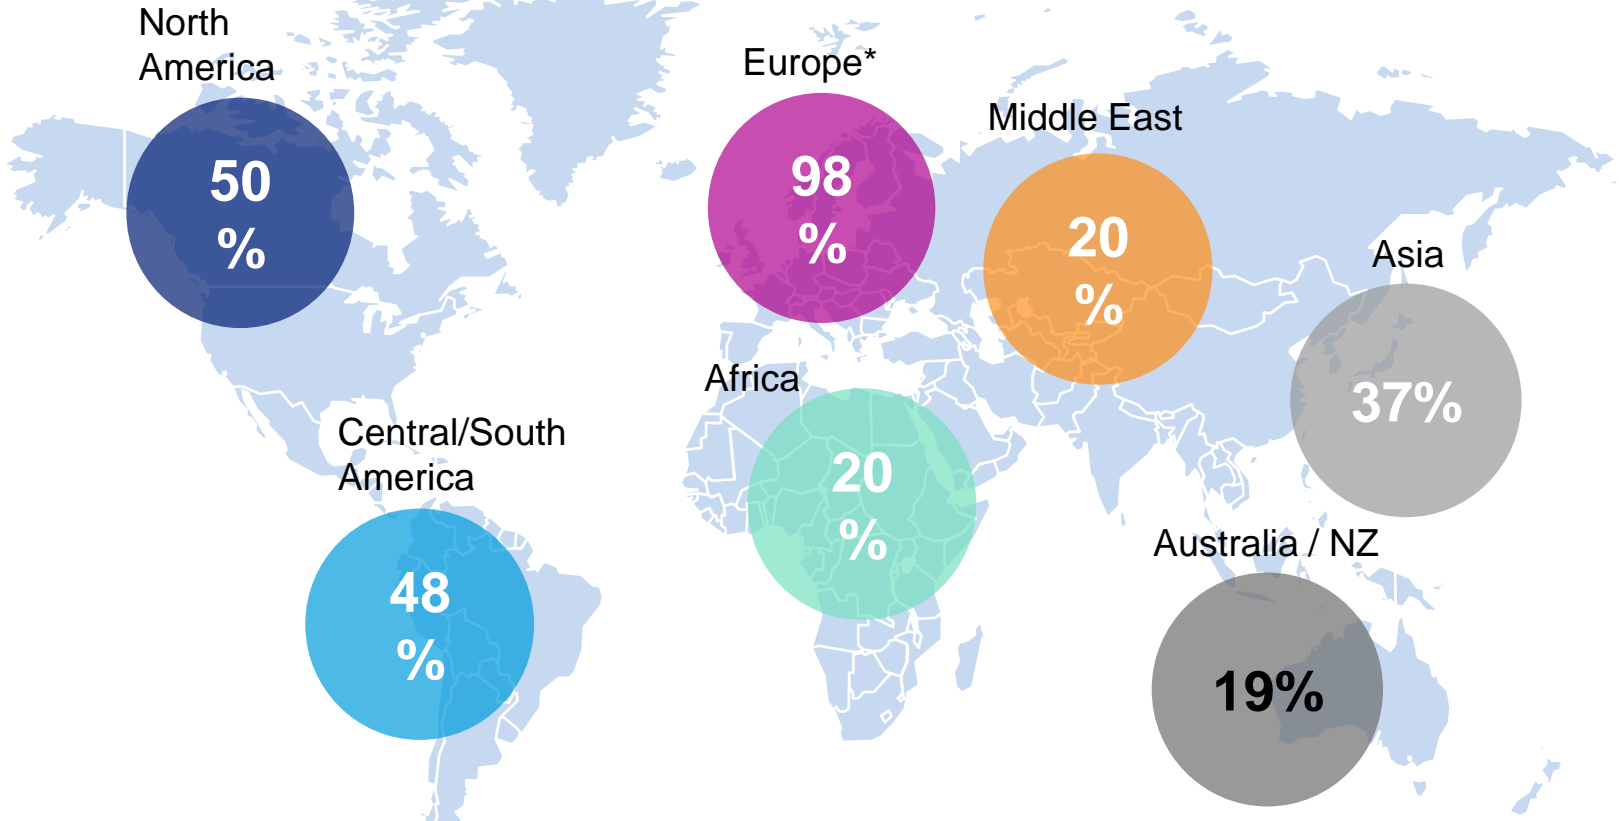 North
America
50
%
Europe*
98
%
Middle East
20
%
Asia
37%
Africa
20
%
Central/South
America
48
%
Australia / NZ
19%